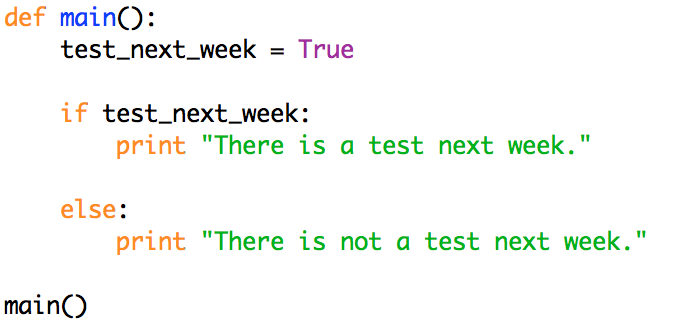 def main():
    test_next_week = True
    if test_next_week:
        print "There is a test next week."
    else:
        print "There is not a test next week."
main()